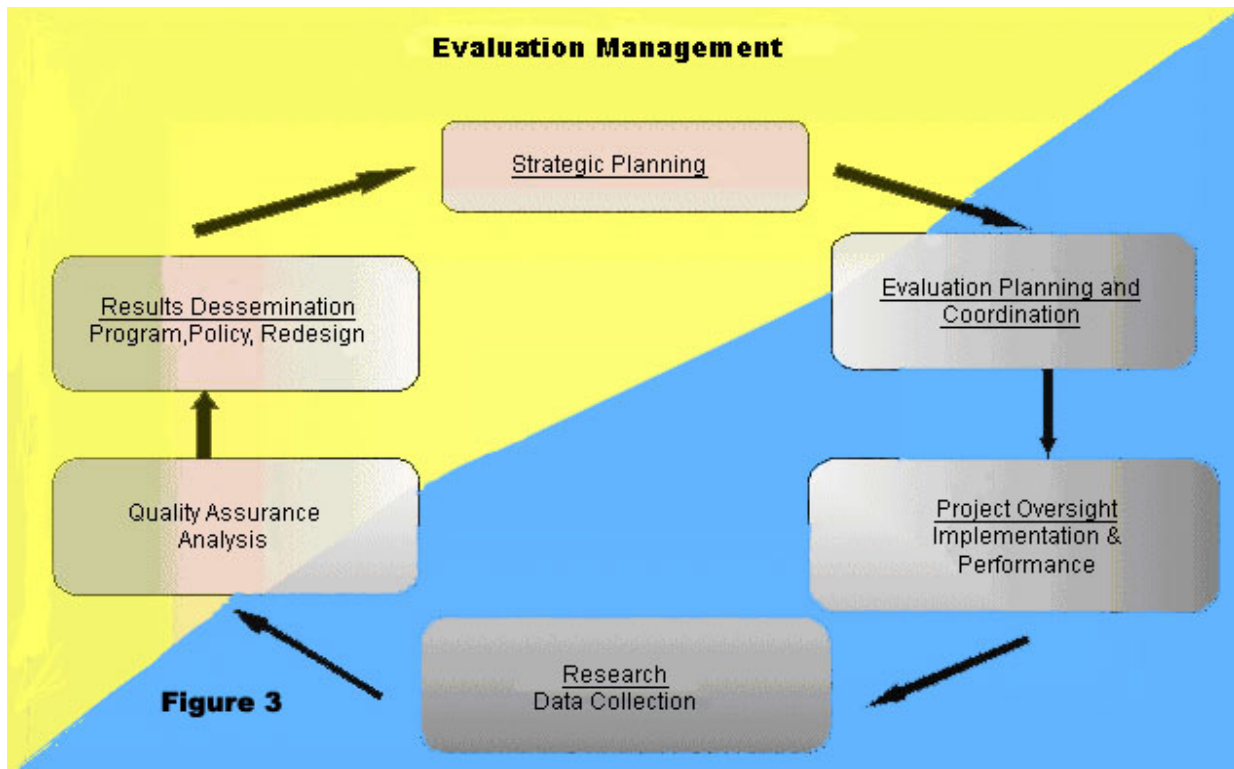 Evaluation Management
Strategic Planning
Evaluation Planning and
Coordination
Project Oversight
Implementation &
Performance
Research
Data Collection
Quality Assurance
Analysis
Results Dessemination
Program,Policy, Redesign
Figure 3